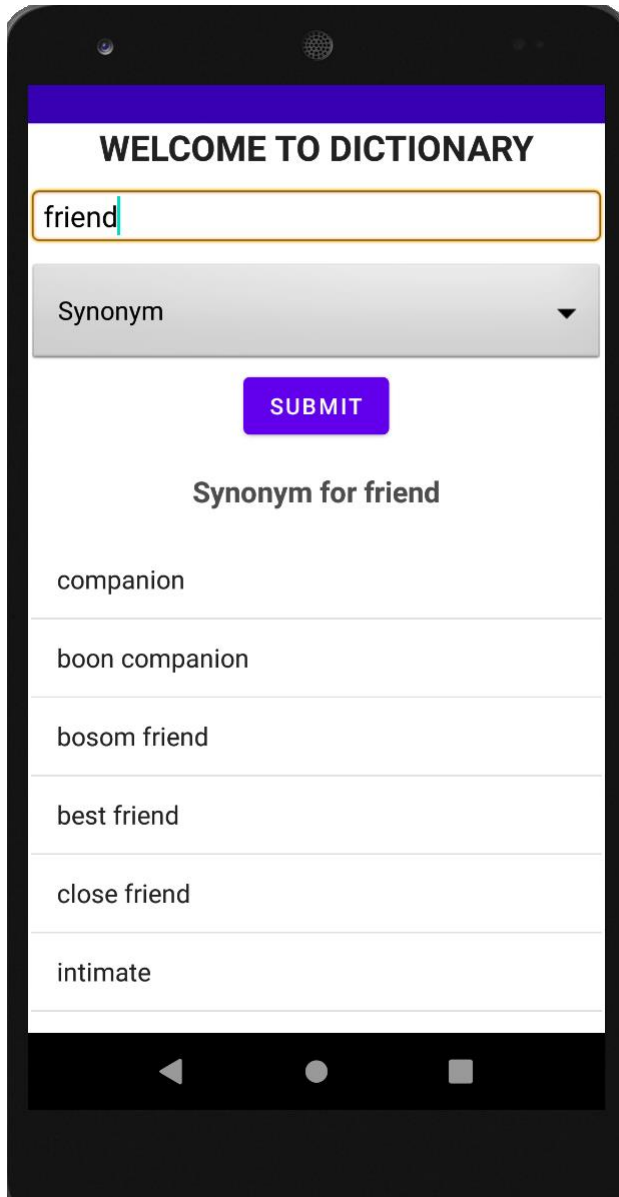 WELCOME TO DICTIONARY
friend
Synonym
SUBMIT
Synonym for friend
companion
boon companion
bosom friend
best friend
close friend
intimate